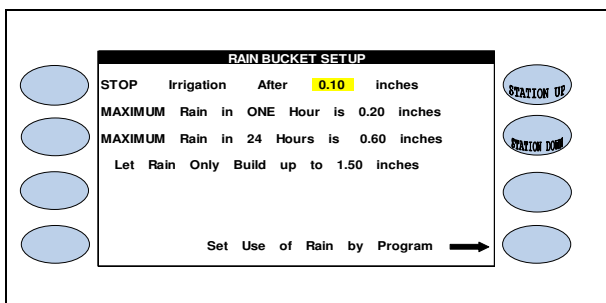 RAIN BUCKET SETUP
STOP Irrigation After 0.10 inches
STATION UP
MAXIMUM Rain in ONE Hour is 0.20 inches
MAXIMUM Rain in 24 Hours is 0.60 inches
STATION DOWN
Let Rain Only Build up to 1.50 inches
Set Use of Rain by Program